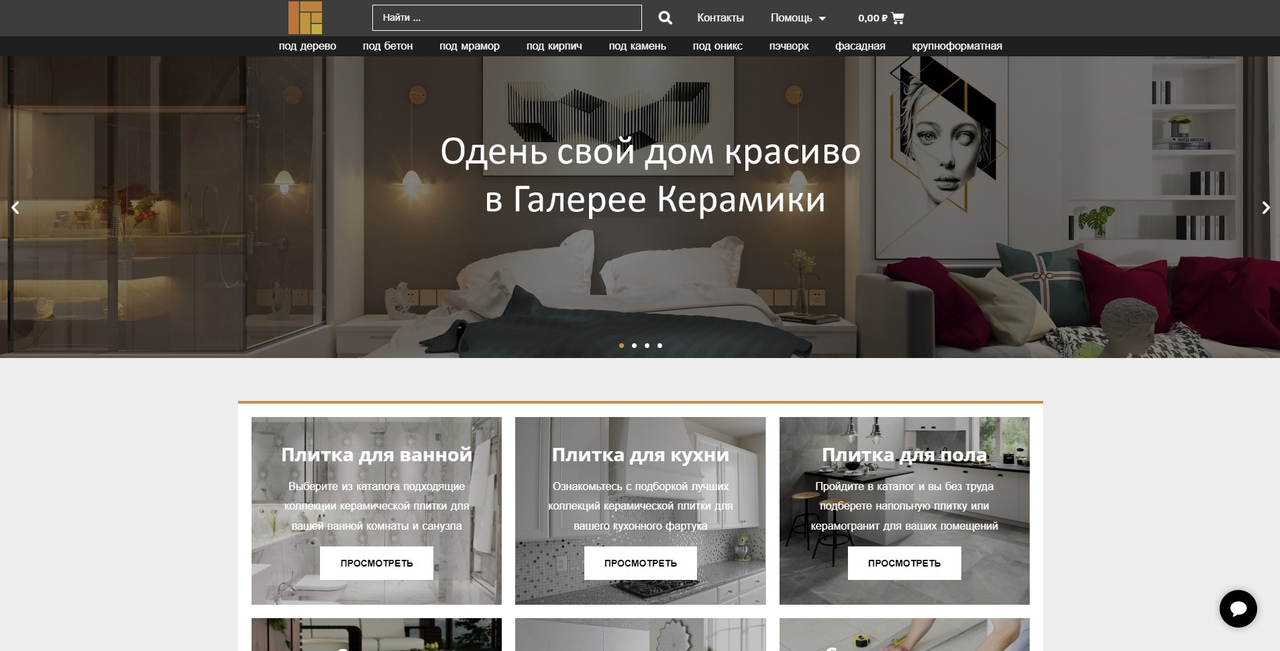 Найти ...
Контакты
Помощь
0,00 ₽
под дерево под бетон под мрамор под кирпич под камень под оникс пэчворк фасадная крупноформатная
Одень свой дом красиво
в Галерее Керамики
Плитка для ванной
Выберите из каталога подходящие
коллекции керамической плитки для
вашей ванной комнаты и санузла
ПРОСМОТРЕТЬ
Плитка для кухни
Ознакомьтесь с подборкой лучших
коллекций керамической плитки для
вашего кухонного фартука
ПРОСМОТРЕТЬ
Плитка для пола
Пройдите в каталог и вы без труда
подберете напольную плитку или
керамогранит для ваших помещений
ПРОСМОТРЕТЬ